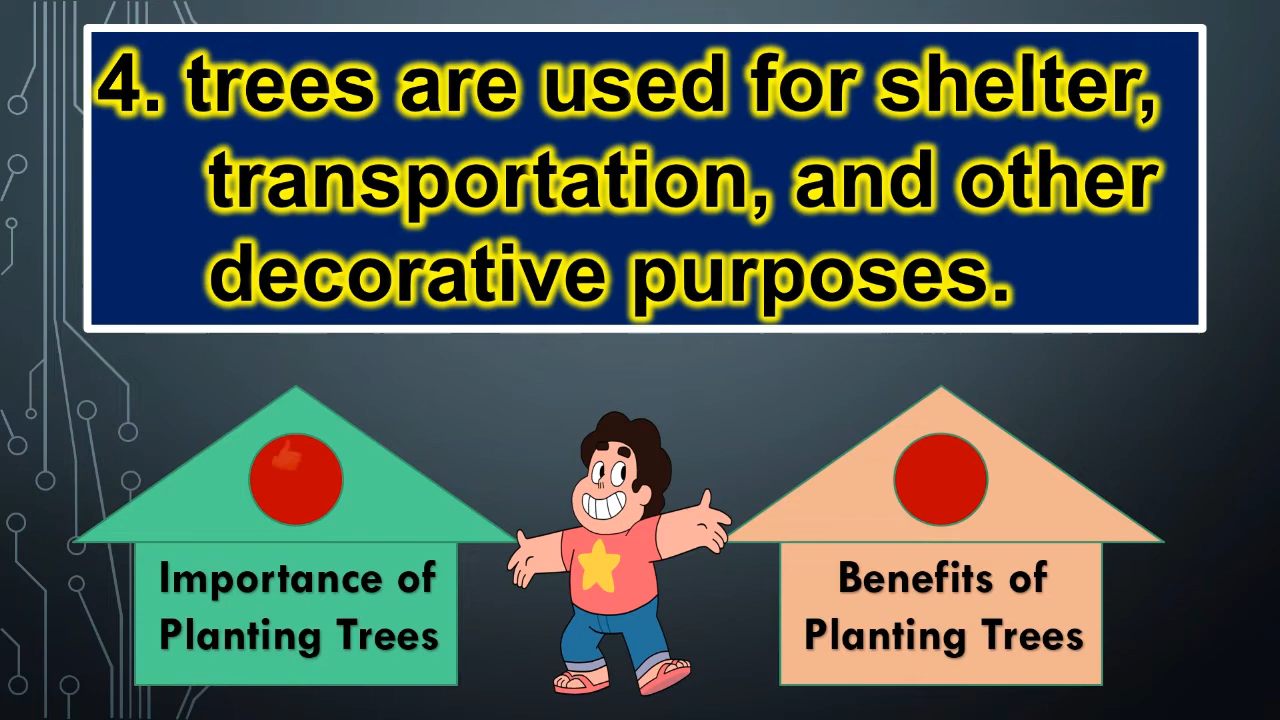 4. trees are used for shelter,
transportation, and other
decorative purposes.
Importance of
Planting Trees
Benefits of
Planting Trees